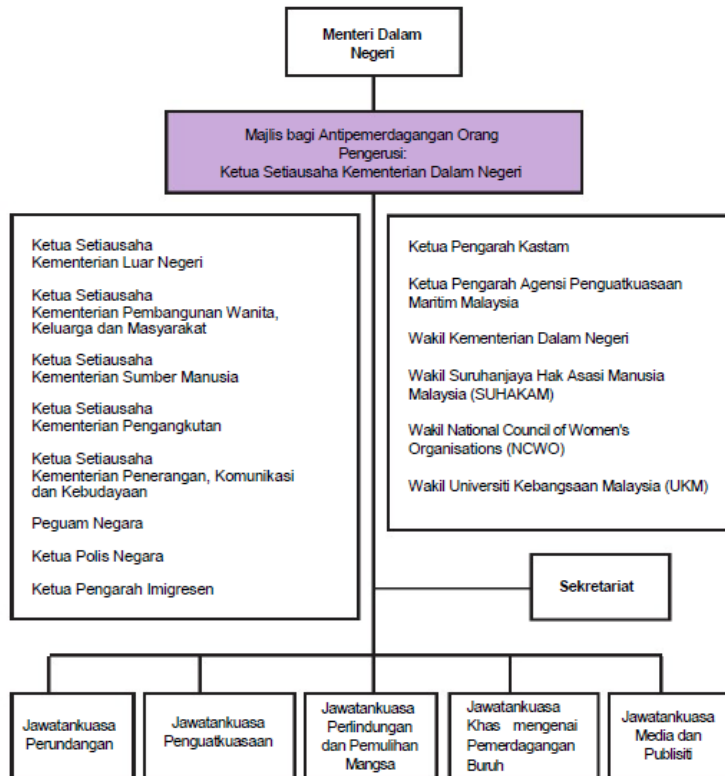 Menteri Dalam
Negeri
Majlis bagi Antipemerdagangan Orang
Pengerusi:
Ketua Setiausaha Kementerian Dalam Negeri
Ketua Setiausaha
Kementerian Luar Negeri
Ketua Setiausaha
Kementerian Pembangunan Wanita,
Keluarga dan Masyarakat
Ketua Setiausaha
Kementerian Sumber Manusia
Ketua Setiausaha
Kementerian Pengangkutan
Ketua Setiausaha
Kementerian Penerangan, Komunikasi
dan Kebudayaan
Peguam Negara
Ketua Polis Negara
Ketua Pengarah Imigresen
Ketua Pengarah Kastam
Ketua Pengarah Agensi Penguatkuasaan
Maritim Malaysia
Wakil Kementerian Dalam Negeri
Wakil Suruhanjaya Hak Asasi Manusia
Malaysia (SUHAKAM)
Wakil National Council of Women's
Organisations (NCWO)
Wakil Universiti Kebangsaan Malaysia (UKM)
Sekretariat
Jawatankuasa
Perundangan
Jawatankuasa
Penguatkuasaan
Jawatankuasa
Perlindungan
dan Pemulihan
Mangsa
Jawatankuasa
Khas mengenai
Pemerdagangan
Buruh
Jawatankuasa
Media dan
Publisiti